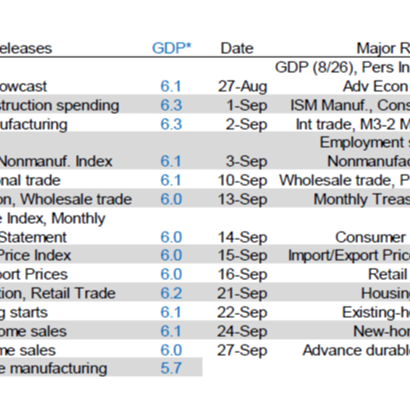 eleases GDP* Date Major R
GDP (8/26), Pers In
owcast 6.1 27-Aug Adv Econ
struction spending 6.3 1-Sep ISM Manuf., Cons
ufacturing 6.3 2-Sep Int trade, M3-2 M
Employment s
Nonmanuf. Index 6.1 3-Sep Nonmanufac
onal trade 6.1 10-Sep Wholesale trade, P
on, Wholesale trade 6.0 13-Sep Monthly Treas
e Index, Monthly
Statement 6.0 14-Sep Consumer
Price Index 6.0 15-Sep Import/Export Price
port Prices 6.0 16-Sep Retail
tion, Retail Trade 6.2 21-Sep Housing
g starts 6.1 22-Sep Existing-h
ome sales 6.1 24-Sep New-hom
me sales 6.0 27-Sep Advance durable
e manufacturing 5.7